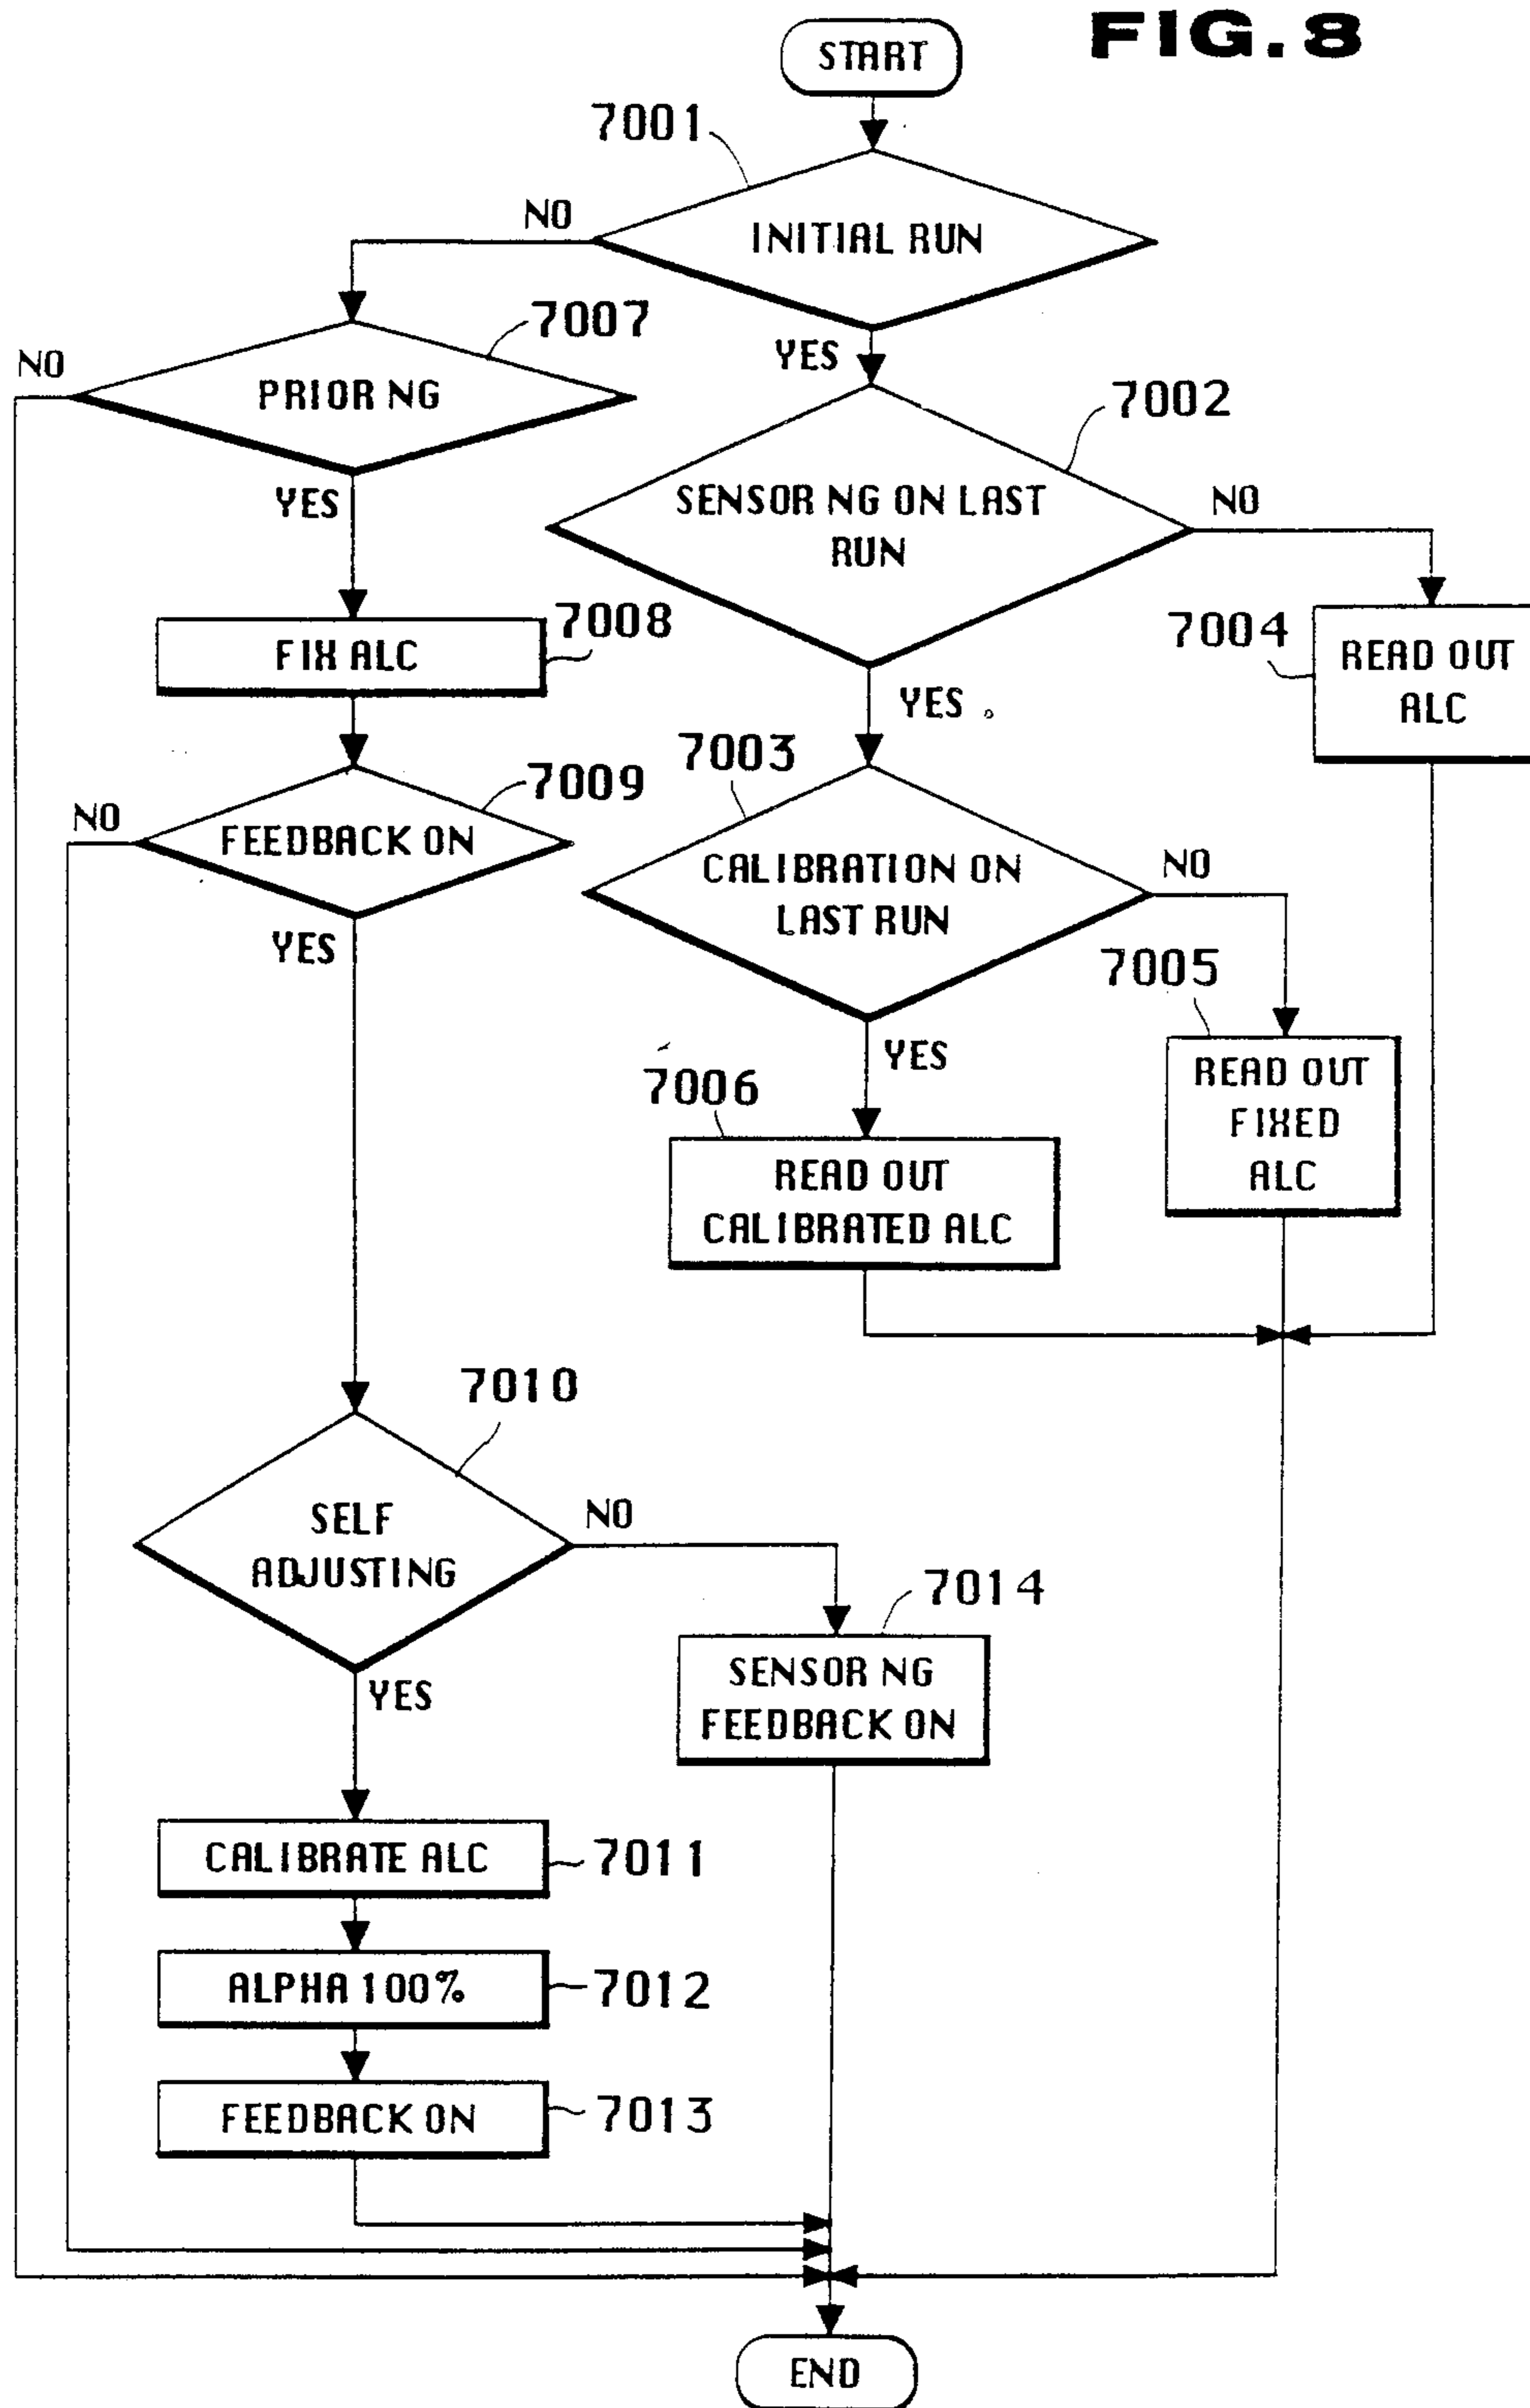 FIG. 8
START
7001
NO
INITIAL RUN
YES
7007
NO
PRIOR NG
YES
7002
SENSOR NG ON LAST
RUN
NO
YES
7008
FIX ALC
7004
READ OUT
ALC
7003
7009
NO
FEEDBACK ON
YES
CALIBRATION ON
LAST RUN
NO
YES
7005
READ OUT
FIXED
ALC
7006
READ OUT
CALIBRATED ALC
7010
SELF
ADJUSTING
NO
YES
7014
SENSOR NG
FEEDBACK ON
CALIBRATE ALC
7011
ALPHA 100%
7012
FEEDBACK ON
7013
END